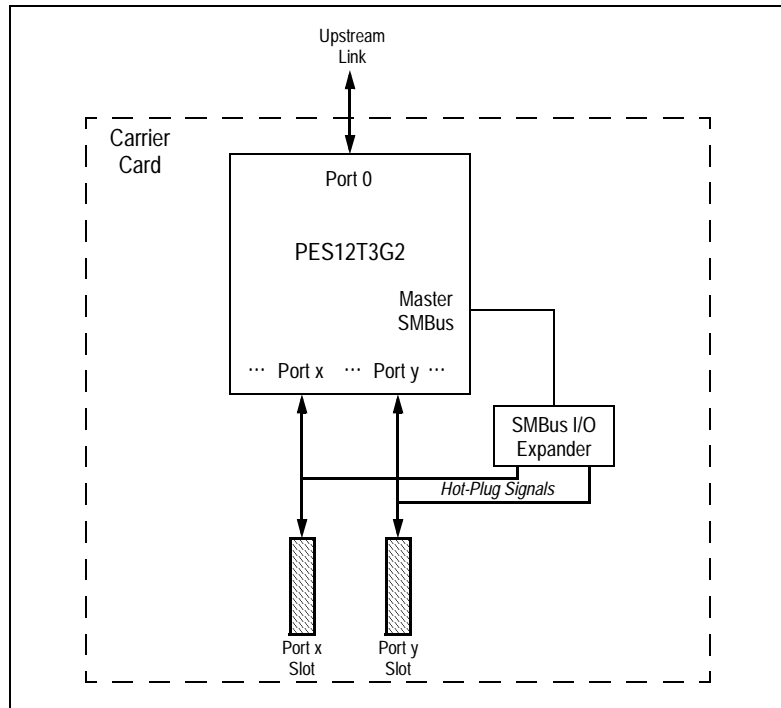 Upstream
Link
Carrier
Card
Port 0
PES12T3G2
Master
SMBus
··· Port x ··· Port y ···
SMBus I/O
Expander
Hot-Plug Signals
Port x
Slot
Port y
Slot